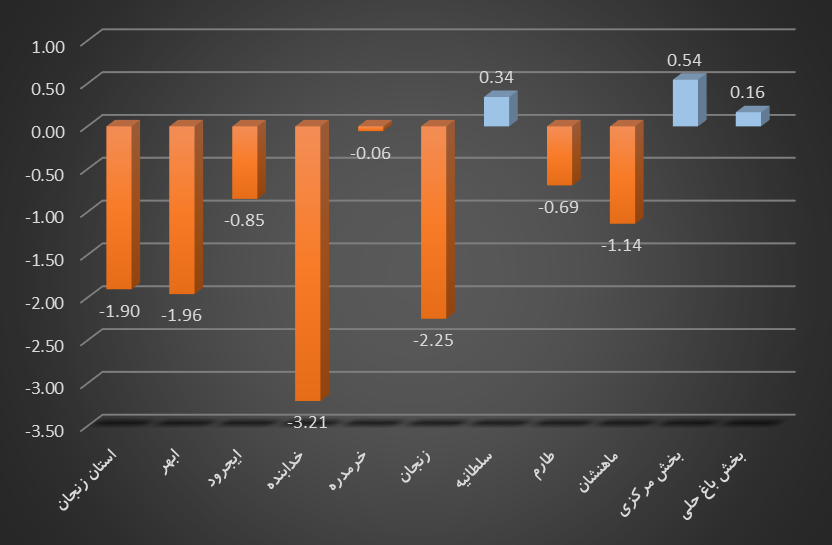 1.00
0.50
0.00
-0.50
-1.00
-1.50
-2.00
-2.50
-3.00
-3.50
-1.90
-1.96
-0.85
-3.21
-0.06
-2.25
0.34
-0.69
-1.14
0.54
0.16
استان زنجان
ابهر
ایجرود
خدابنده
خرمدره
زنجان
سلطانیه
طارم
ماهنشان
بخش مرکزی
بخش باغ حلی